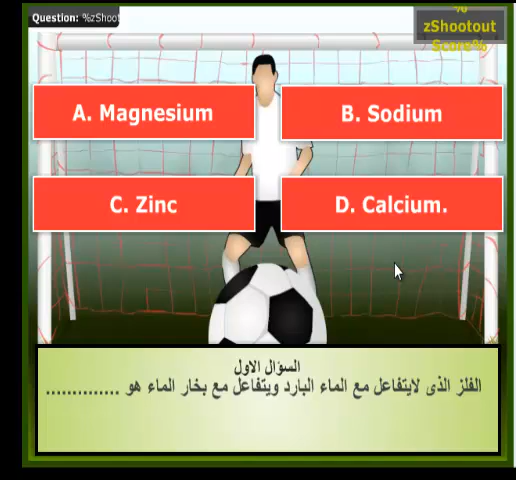 Question: %zShoot
%
zShootout
Score%
A. Magnesium
B. Sodium
C. Zinc
D. Calcium.
السؤال الاول
الفلز الذى لايتفاعل مع الماء البارد ويتفاعل مع بخار الماء هو ..............